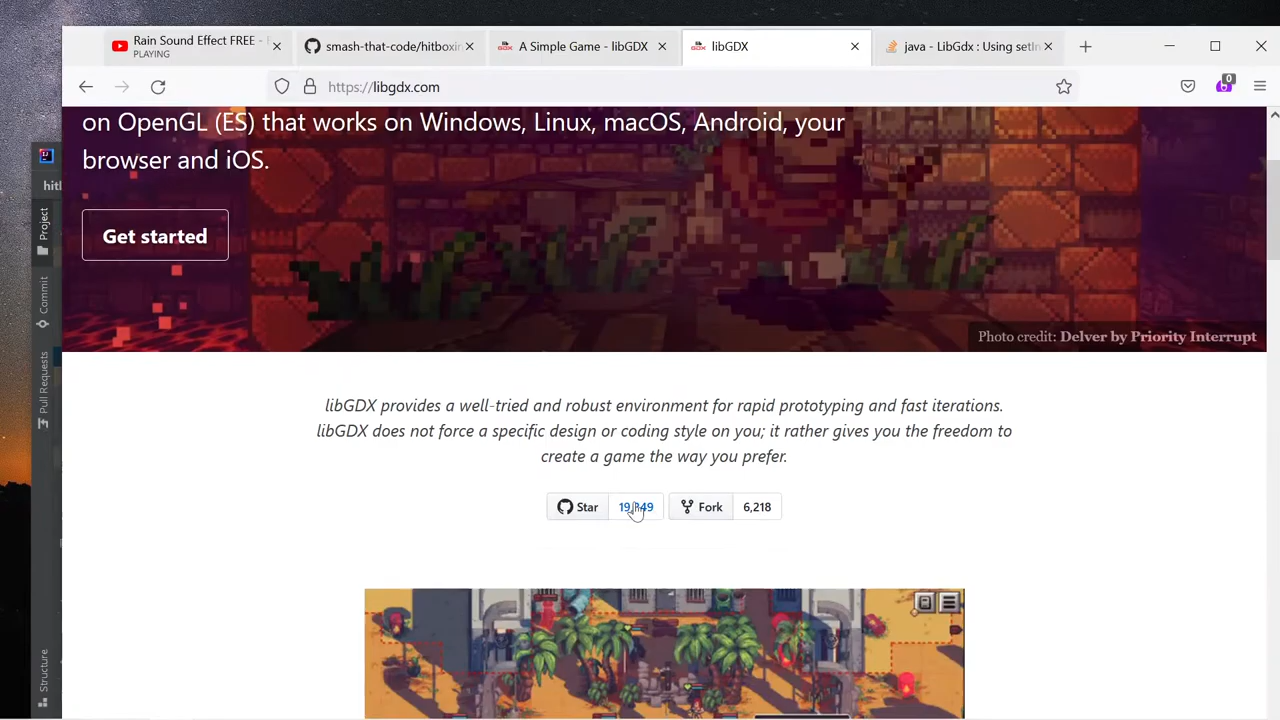 Rain Sound Effect FREE -
PLAYING
smash-that-code/hitboxin
A Simple Game - libGDX
libGDX
java - LibGdx : Using setIn
https://libgdx.com
0
on OpenGL (ES) that works on Windows, Linux, macOS, Android, your
browser and iOS.
Get started
Photo credit: Delver by Priority Interrupt
libGDX provides a well-tried and robust environment for rapid prototyping and fast iterations.
libGDX does not force a specific design or coding style on you; it rather gives you the freedom to
create a game the way you prefer.
Star
Fork
6,218
Project
Commit
Pull Requests
Structure